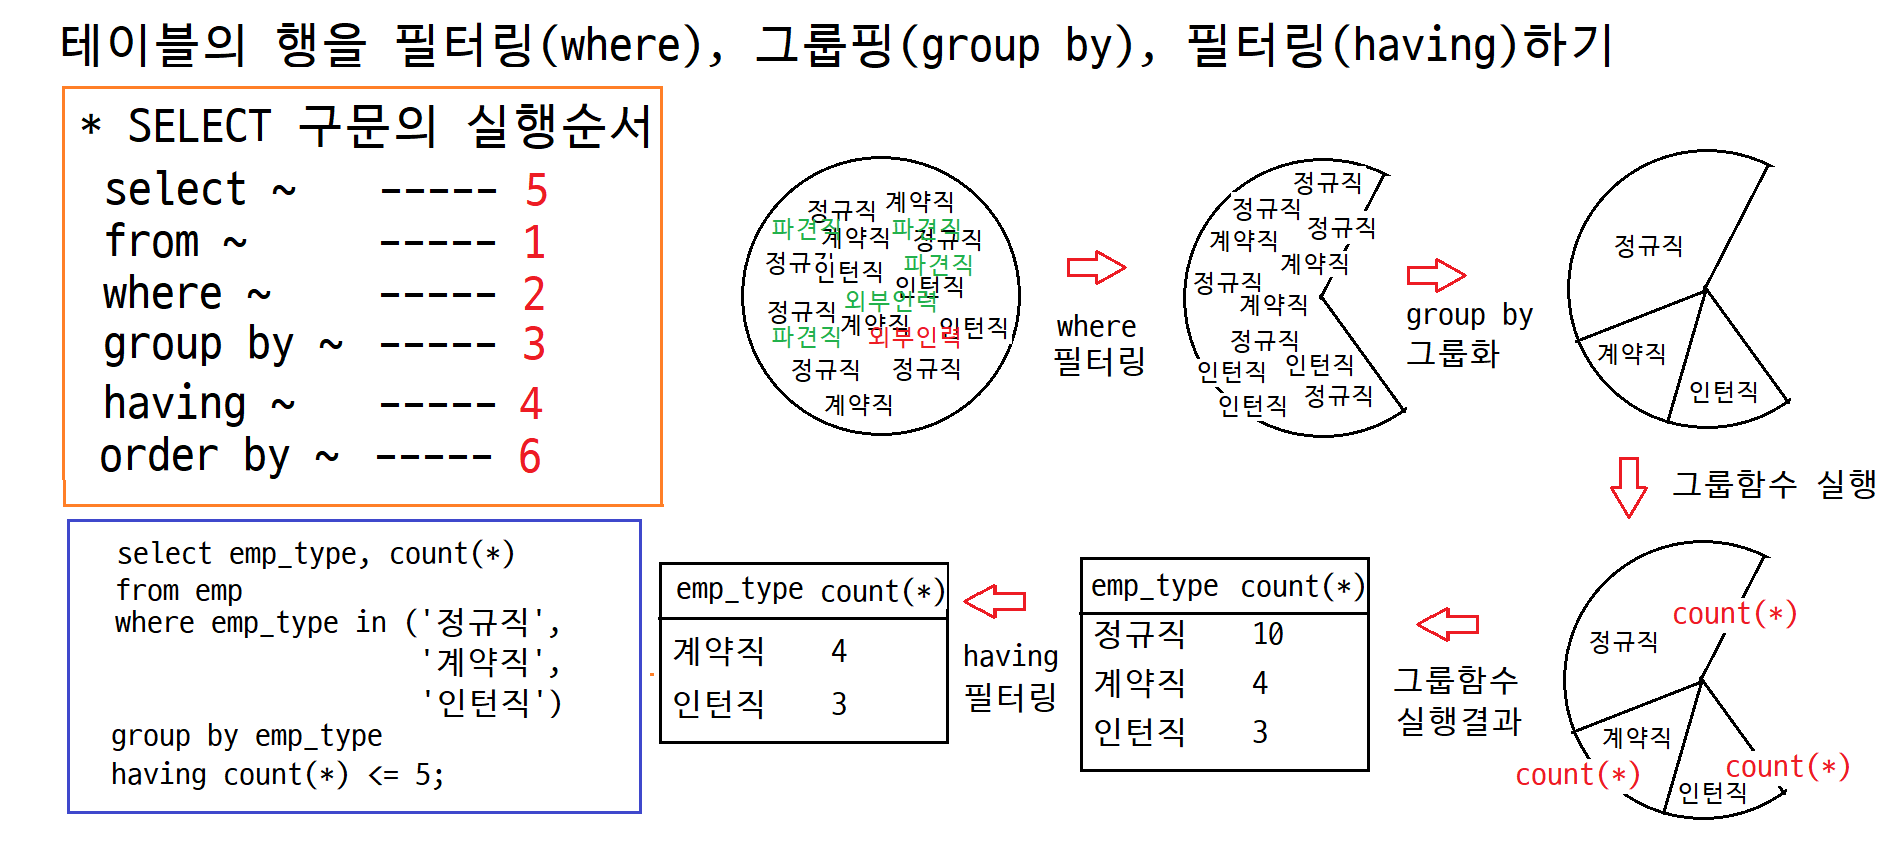 테이블의 행을 필터링(where), 그룹핑(group by), 필터링(having)하기
* SELECT 구문의 실행순서
select ~ ----- 5
from ~ ----- 1
where ~ ----- 2
group by ~ ----- 3
having ~ ----- 4
order by ~ ----- 6
select emp_type, count(*)
from emp
where emp_type in ('정규직',
'계약직',
'인턴직')
group by emp_type
having count(*) <= 5;
정규직 계약직
파견직 파견직
계약직 정규직
정규직 인턴직 파견직
인턴직
외부인력
정규직 계약직 인턴직
파견직 외부인력
정규직 정규직
계약직
where
필터링
정규직
정규직 정규직
계약직
계약직
정규직
계약직
정규직
인턴직 인턴직
인턴직 정규직
group by
그룹화
정규직
계약직
인턴직
그룹함수 실행
count(*)
정규직
계약직
count(*) count(*)
인턴직
그룹함수
실행결과
emp_type count(*)
정규직 10
계약직 4
인턴직 3
having
필터링
emp_type count(*)
계약직 4
인턴직 3